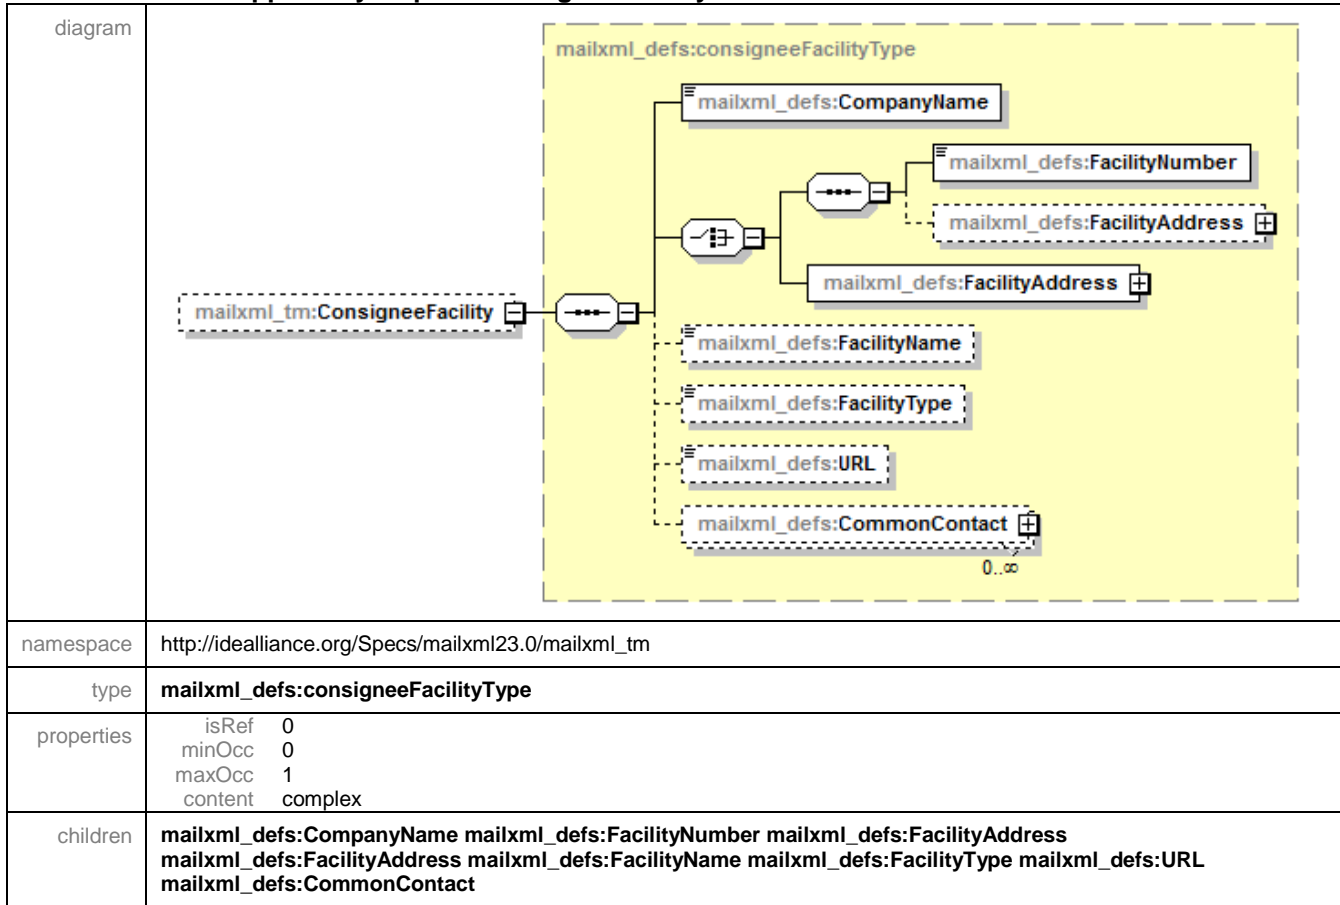 diagram
mailxml_defs:consigneeFacilityType
mailxml_defs:CompanyName
mailxml_defs:FacilityNumber
mailxml_defs:FacilityAddress
mailxml_defs:FacilityAddress
mailxml_tm:ConsigneeFacility
mailxml_defs:FacilityName
mailxml_defs:FacilityType
mailxml_defs:URL
mailxml_defs:CommonContact
0..∞
namespace http://idealliance.org/Specs/mailxml23.0/mailxml_tm
type mailxml_defs:consigneeFacilityType
properties
isRef 0
minOcc 0
maxOcc 1
content complex
children mailxml_defs:CompanyName mailxml_defs:FacilityNumber mailxml_defs:FacilityAddress
mailxml_defs:FacilityAddress mailxml_defs:FacilityName mailxml_defs:FacilityType mailxml_defs:URL
mailxml_defs:CommonContact